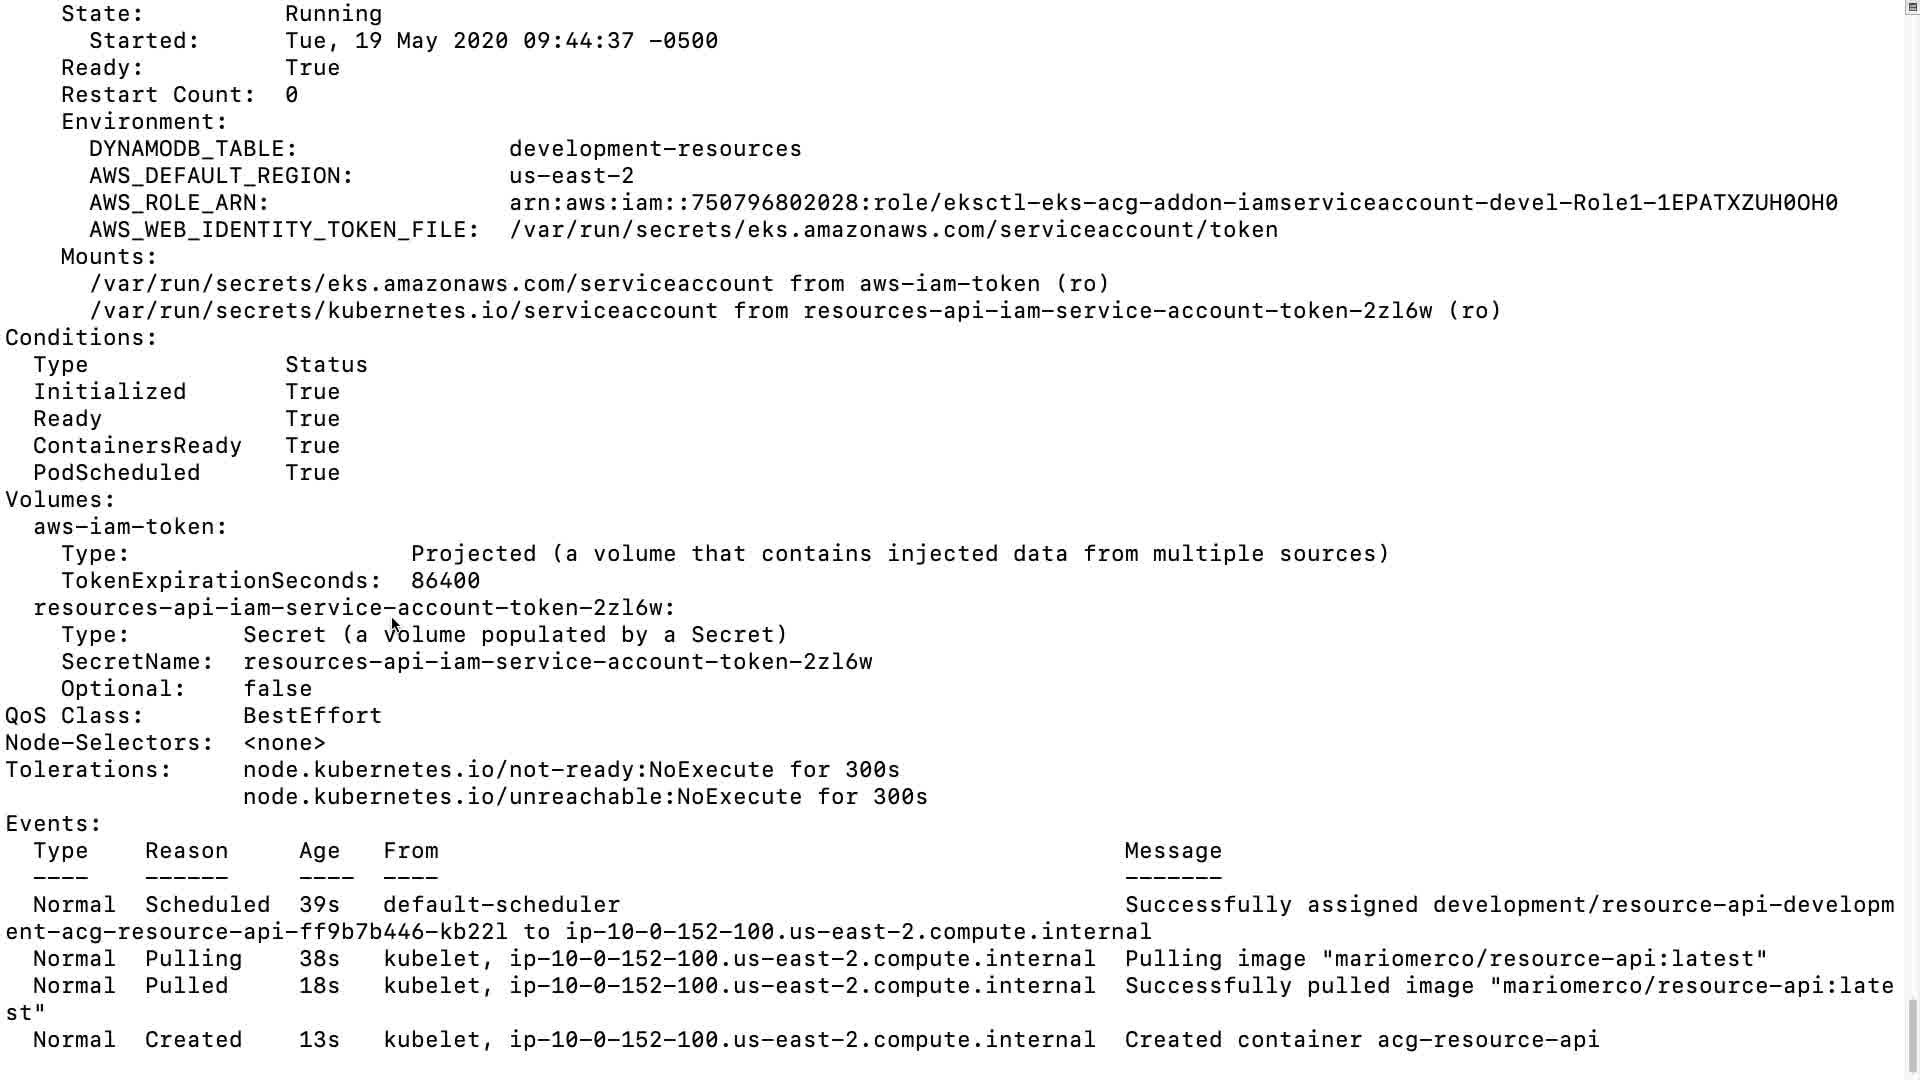 State: Running
Started: Tue, 19 May 2020 09:44:37 -0500
Ready: True
Restart Count: 0
Environment:
DYNAMODB_TABLE: development-resources
AWS_DEFAULT_REGION: us-east-2
AWS_ROLE_ARN: arn:aws:iam::750796802028:role/eksctl-eks-acg-addon-iamserviceaccount-devel-Role1-1EPATXZUH0OH0
AWS_WEB_IDENTITY_TOKEN_FILE: /var/run/secrets/eks.amazonaws.com/serviceaccount/token
Mounts:
/var/run/secrets/eks.amazonaws.com/serviceaccount from aws-iam-token (ro)
/var/run/secrets/kubernetes.io/serviceaccount from resources-api-iam-service-account-token-2zl6w (ro)
Conditions:
Type Status
Initialized True
Ready True
ContainersReady True
PodScheduled True
Volumes:
aws-iam-token:
Type: Projected (a volume that contains injected data from multiple sources)
TokenExpirationSeconds: 86400
resources-api-iam-service-account-token-2zl6w:
Type: Secret (a volume populated by a Secret)
SecretName: resources-api-iam-service-account-token-2zl6w
Optional: false
QoS Class: BestEffort
Node-Selectors: <none>
Tolerations: node.kubernetes.io/not-ready:NoExecute for 300s
node.kubernetes.io/unreachable:NoExecute for 300s
Events:
Type Reason Age From Message
---- ------ ---- ---- -------
Normal Scheduled 39s default-scheduler Successfully assigned development/resource-api-developm
ent-acg-resource-api-ff9b7b446-kb22l to ip-10-0-152-100.us-east-2.compute.internal
Normal Pulling 38s kubelet, ip-10-0-152-100.us-east-2.compute.internal Pulling image "mariomerco/resource-api:latest"
Normal Pulled 18s kubelet, ip-10-0-152-100.us-east-2.compute.internal Successfully pulled image "mariomerco/resource-api:late
st"
Normal Created 13s kubelet, ip-10-0-152-100.us-east-2.compute.internal Created container acg-resource-api